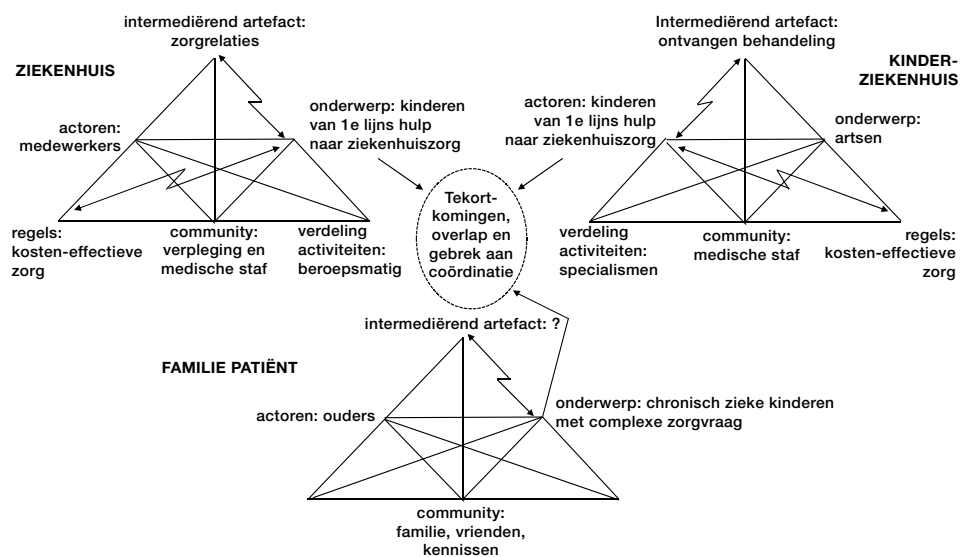 intermediërend artefact:
zorgrelaties
ZIEKENHUIS
actoren:
medewerkers
onderwerp: kinderen
van 1e lijns hulp
naar ziekenhuiszorg
regels:
kosten-effectieve
zorg
community:
verpleging en
medische staf
verdeling
activiteiten:
beroepsmatig
Intermediërend artefact:
ontvangen behandeling
KINDER-
ZIEKENHUIS
actoren: kinderen
van 1e lijns hulp
naar ziekenhuiszorg
onderwerp:
artsen
verdeling
activiteiten:
specialismen
community:
medische staf
regels:
kosten-effectieve
zorg
Tekort-
komingen,
overlap en
gebrek aan
coördinatie
intermediërend artefact: ?
FAMILIE PATIËNT
actoren: ouders
onderwerp: chronisch zieke kinderen
met complexe zorgvraag
community:
familie, vrienden,
kennissen